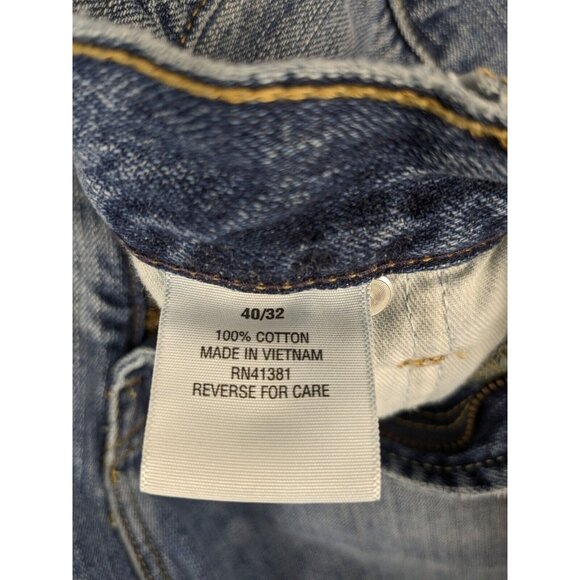 40/32
100% COTTON
MADE IN VIETNAM
RN41381
REVERSE FOR CARE